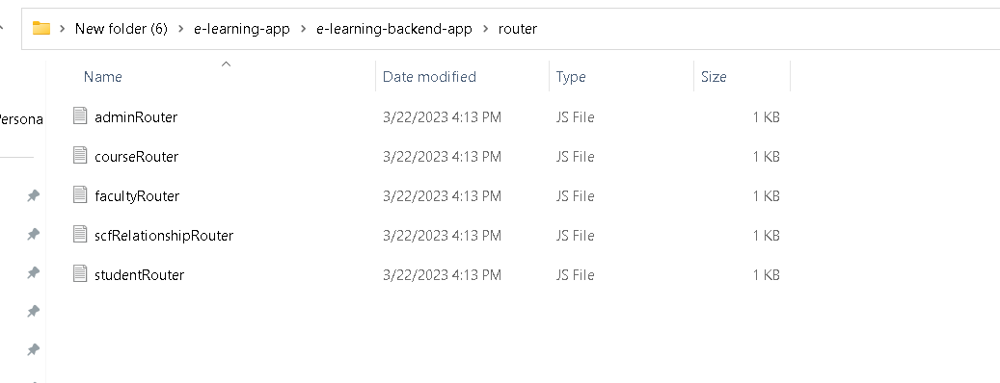 New folder (6) e-learning-app e-learning-backend-app router
Name Date modified Type Size
adminRouter 3/22/2023 4:13 PM JS File 1 KB
Persona
courseRouter 3/22/2023 4:13 PM JS File 1 KB
facultyRouter 3/22/2023 4:13 PM JS File 1 KB
scfRelationshipRouter 3/22/2023 4:13 PM JS File 1 KB
studentRouter 3/22/2023 4:13 PM JS File 1 KB